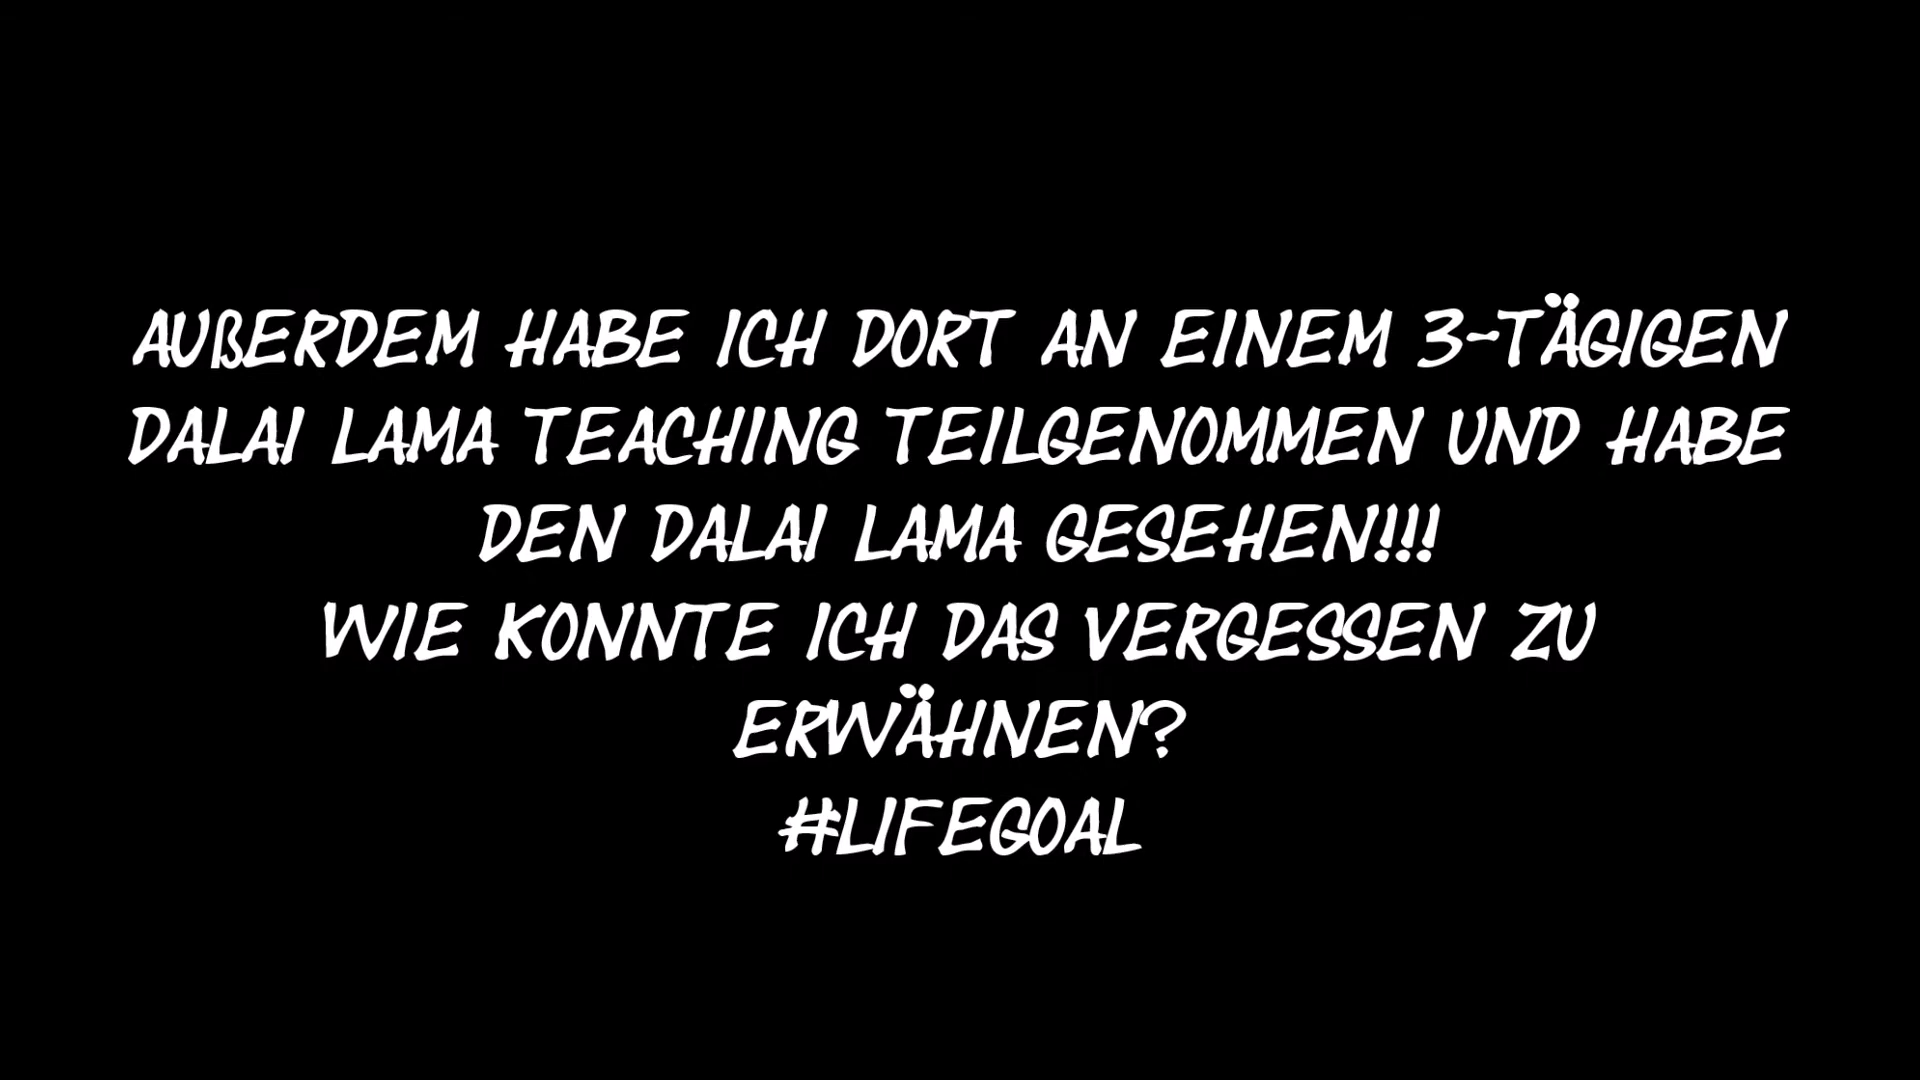 AUßERDEM HABE ICH DORT AN EINEM 3-TÄGIGEN
DALAI LAMA TEACHING TEILGENOMMEN UND HABE
DEN DALAI LAMA GESEHEN!!!
WIE KONNTE ICH DAS VERGESSEN ZU
ERWÄHNEN?
#LIFEGOAL